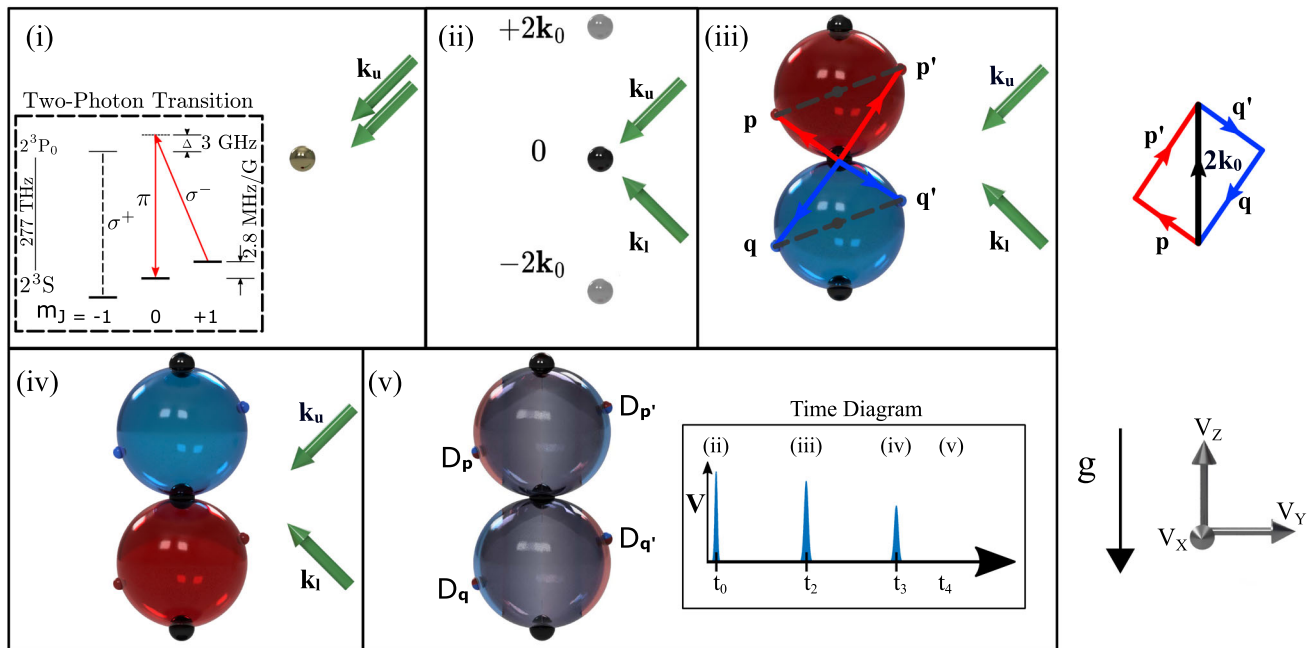 (i)
k_u
Two-Photon Transition
2^3P_0
Δ 3 GHz
277 THz
σ^+
π
σ^-
2.8 MHz/G
2^3S
m_J = -1 0 +1
(ii)
+2k_0
k_u
0
k_l
-2k_0
(iii)
p'
k_u
p
q'
q
k_l
p'
q'
2k_0
q
p
(iv)
k_u
k_l
(v)
D_p'
D_p
D_q'
D_q
Time Diagram
(ii) (iii) (iv) (v)
V
t_0 t_2 t_3 t_4
g
V_Z
V_Y
V_X